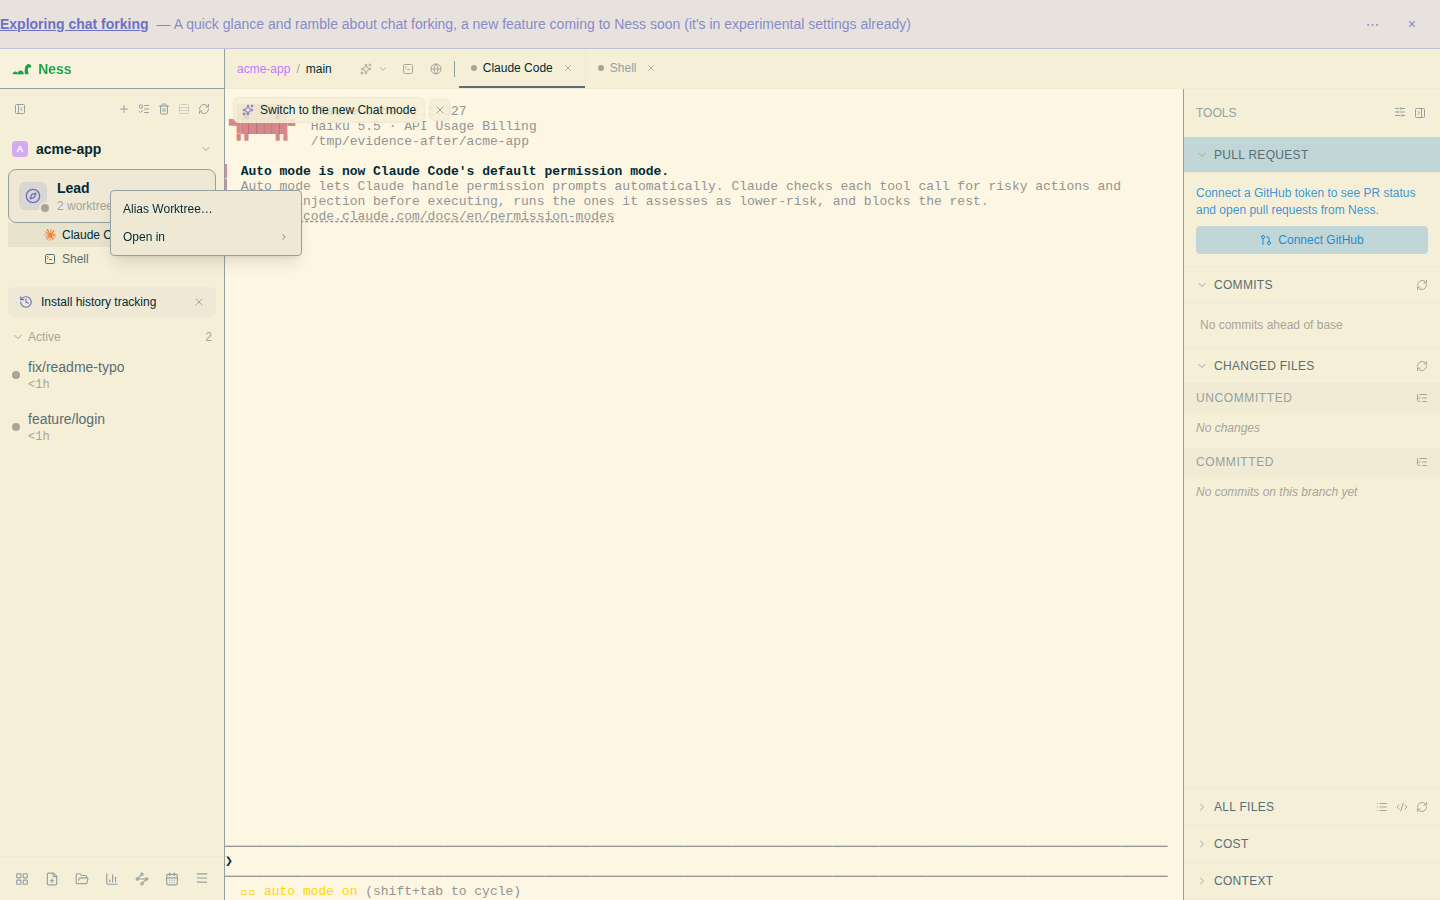 Exploring chat forking — A quick glance and ramble about chat forking, a new feature coming to Ness soon (it's in experimental settings already)
Ness
acme-app / main
Claude Code
Shell
Switch to the new Chat mode
27
Haiku 5.5 · API Usage Billing
/tmp/evidence-after/acme-app
A
acme-app
Lead
2 worktree
Claude C
Shell
Alias Worktree…
Open in
Auto mode is now Claude Code's default permission mode.
Auto mode lets Claude handle permission prompts automatically. Claude checks each tool call for risky actions and
njection before executing, runs the ones it assesses as lower-risk, and blocks the rest.
code.claude.com/docs/en/permission-modes
Install history tracking
Active 2
fix/readme-typo
<1h
feature/login
<1h
❯
auto mode on (shift+tab to cycle)
TOOLS
PULL REQUEST
Connect a GitHub token to see PR status
and open pull requests from Ness.
Connect GitHub
COMMITS
No commits ahead of base
CHANGED FILES
UNCOMMITTED
No changes
COMMITTED
No commits on this branch yet
ALL FILES
COST
CONTEXT